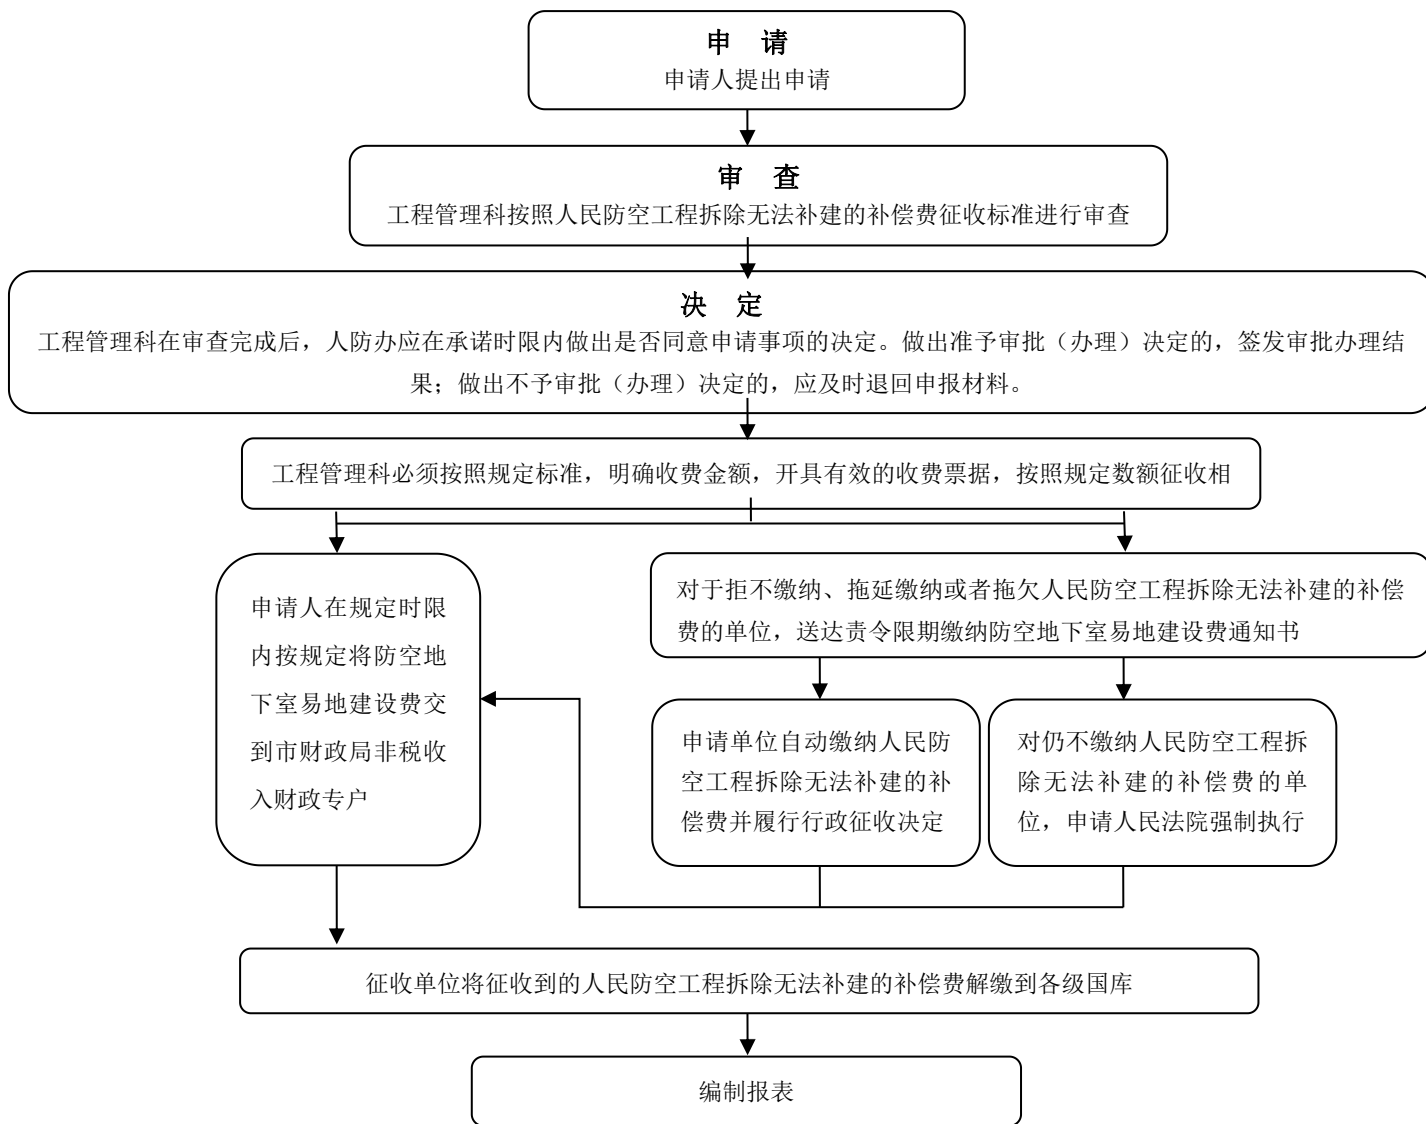 申 请
申请人提出申请
审 查
工程管理科按照人民防空工程拆除无法补建的补偿费征收标准进行审查
决 定
工程管理科在审查完成后，人防办应在承诺时限内做出是否同意申请事项的决定。做出准予审批（办理）决定的，签发审批办理结
果；做出不予审批（办理）决定的，应及时退回申报材料。
工程管理科必须按照规定标准，明确收费金额，开具有效的收费票据，按照规定数额征收相
申请人在规定时限
内按规定将防空地
下室易地建设费交
到市财政局非税收
入财政专户
对于拒不缴纳、拖延缴纳或者拖欠人民防空工程拆除无法补建的补偿
费的单位，送达责令限期缴纳防空地下室易地建设费通知书
申请单位自动缴纳人民防
空工程拆除无法补建的补
偿费并履行行政征收决定
对仍不缴纳人民防空工程拆
除无法补建的补偿费的单
位，申请人民法院强制执行
征收单位将征收到的人民防空工程拆除无法补建的补偿费解缴到各级国库
编制报表